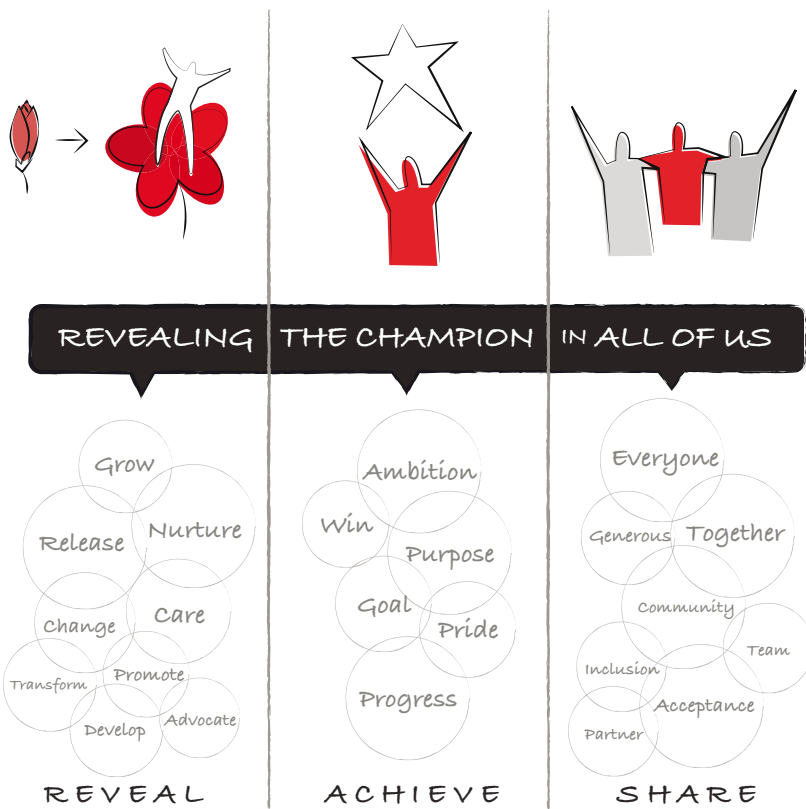 REVEALING THE CHAMPION IN ALL OF US
Grow
Nurture
Release
Care
Change
Promote
Transform
Advocate
Develop
REVEAL
Ambition
Win
Purpose
Goal
Pride
Progress
ACHIEVE
Everyone
Together
Generous
Community
Team
Inclusion
Acceptance
Partner
SHARE